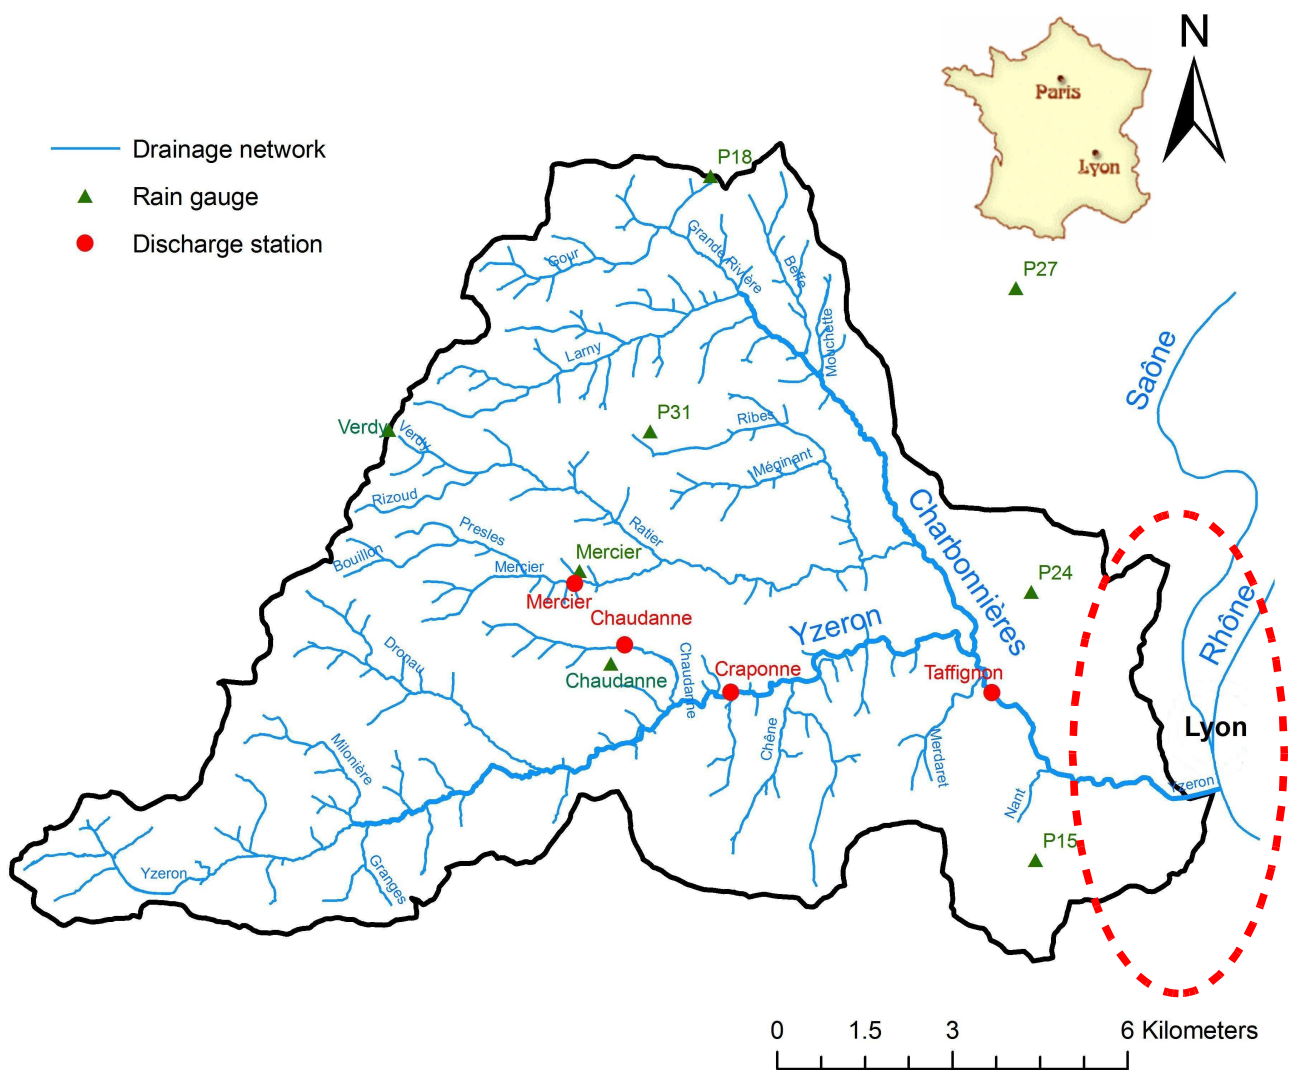 N
Paris
Lyon
Drainage network
Rain gauge
Discharge station
P18
P27
Grande Rivière
Beffe
Gour
Mouchette
Larny
Saône
P31
Ribes
Verdy
Verdy
Méginant
Rizoud
Charbonnières
Presles
Ratier
Bouillon
Mercier
Mercier
Mercier
P24
Rhône
Chaudanne
Yzeron
Dronau
Chaudanne
Chaudanne
Craponne
Taffignon
Lyon
Milonière
Chêne
Merdaret
Nant
Yzeron
P15
Yzeron
Granges
0 1.5 3 6 Kilometers